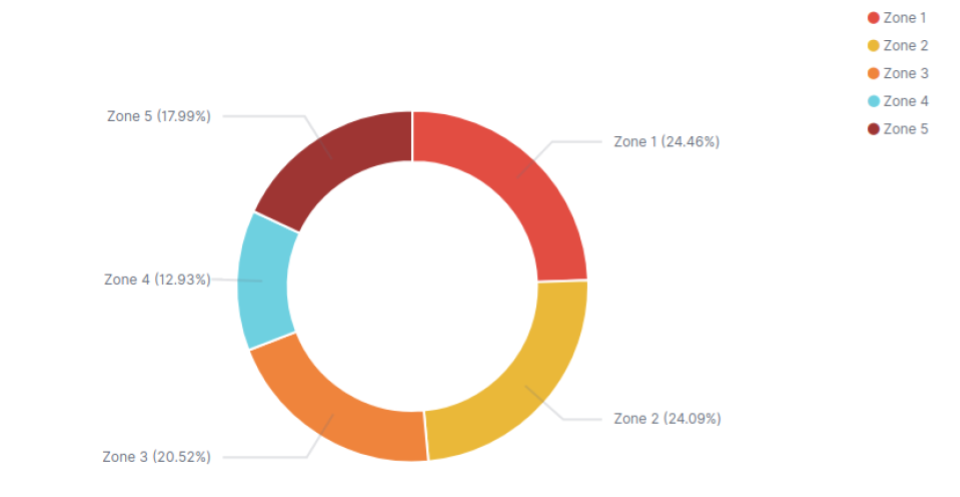 Zone 1
Zone 2
Zone 3
Zone 4
Zone 5
Zone 5 (17.99%)
Zone 1 (24.46%)
Zone 4 (12.93%)
Zone 2 (24.09%)
Zone 3 (20.52%)